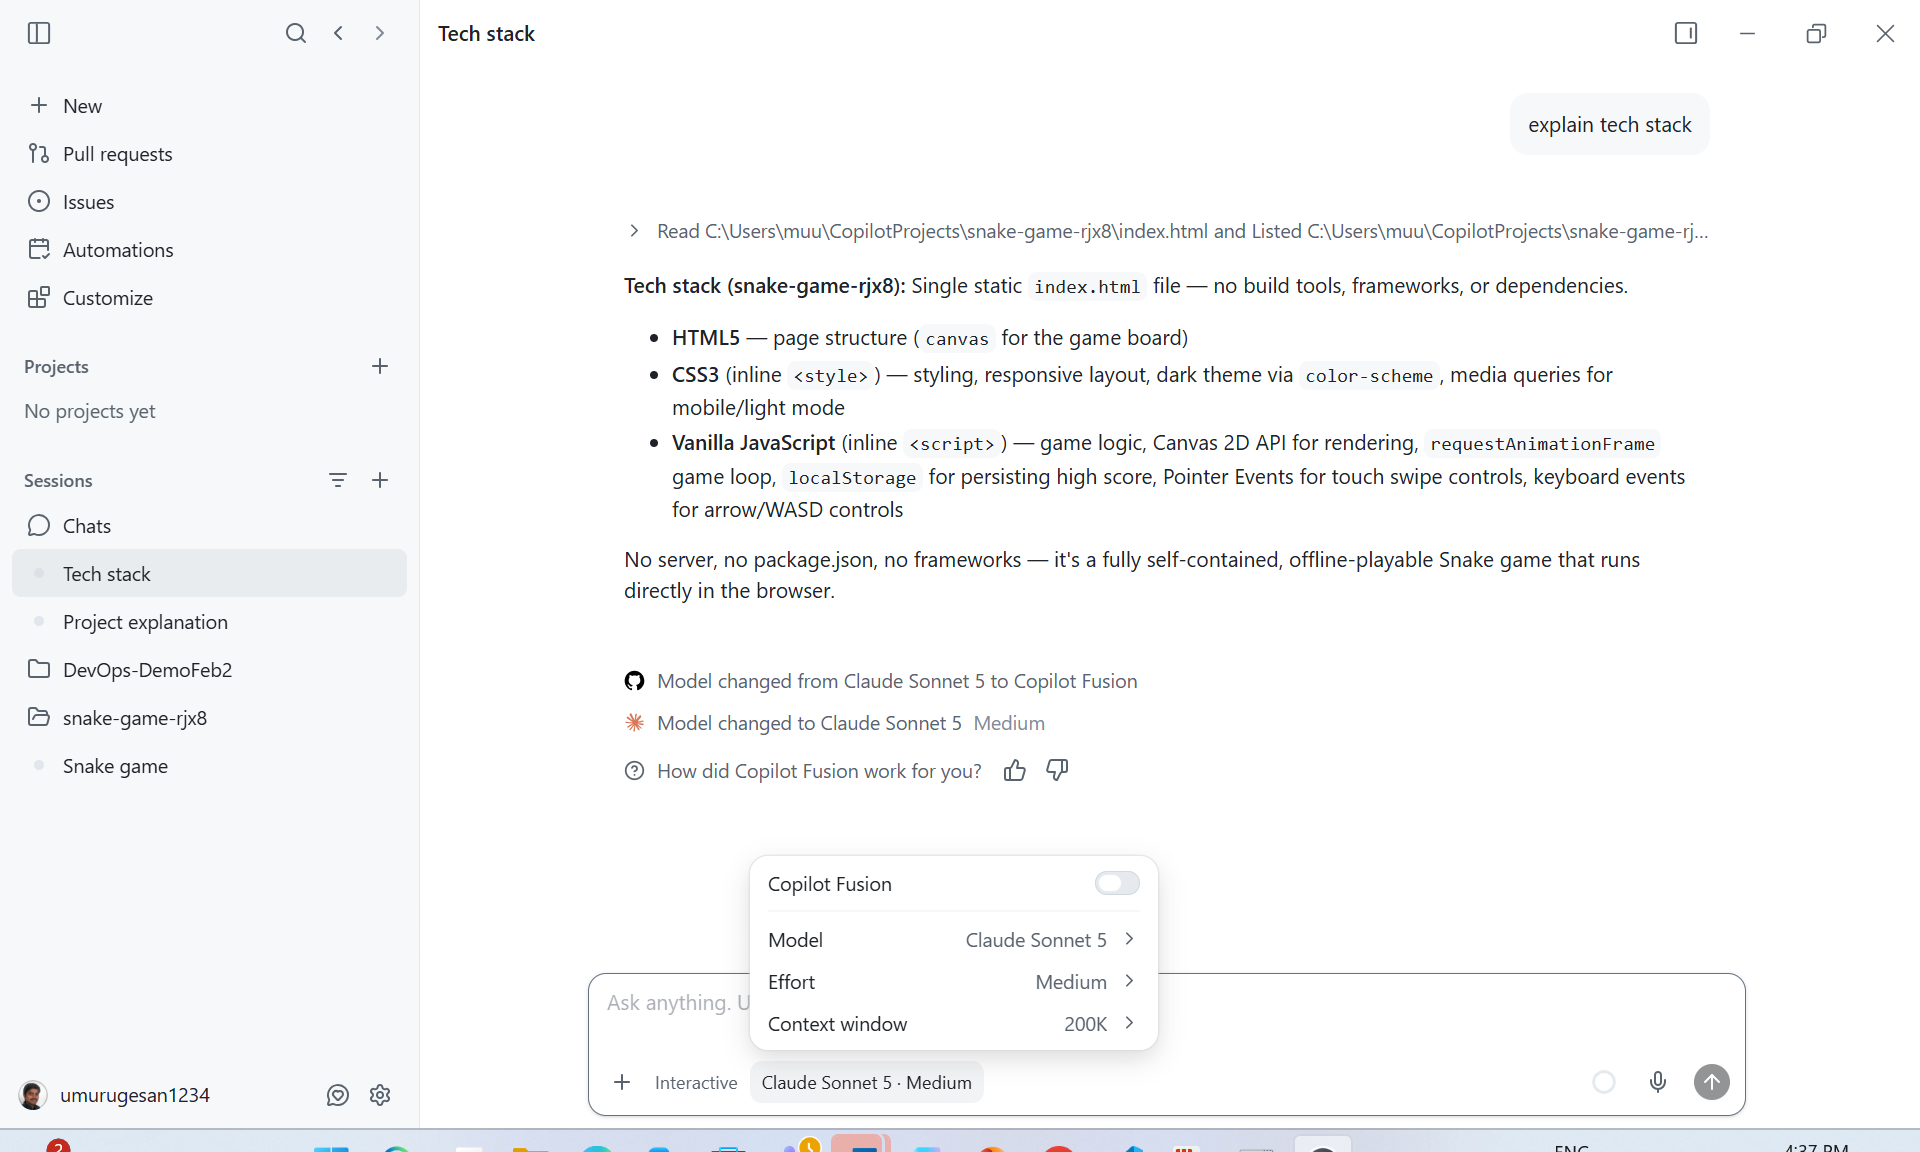 Tech stack
New
Pull requests
Issues
Automations
Customize
Projects
No projects yet
Sessions
Chats
Tech stack
Project explanation
DevOps-DemoFeb2
snake-game-rjx8
Snake game
umurugesan1234
explain tech stack
Read C:\Users\muu\CopilotProjects\snake-game-rjx8\index.html and Listed C:\Users\muu\CopilotProjects\snake-game-rj...
Tech stack (snake-game-rjx8): Single static index.html file — no build tools, frameworks, or dependencies.
• HTML5 — page structure ( canvas for the game board)
• CSS3 (inline <style> ) — styling, responsive layout, dark theme via color-scheme , media queries for
mobile/light mode
• Vanilla JavaScript (inline <script> ) — game logic, Canvas 2D API for rendering, requestAnimationFrame
game loop, localStorage for persisting high score, Pointer Events for touch swipe controls, keyboard events
for arrow/WASD controls
No server, no package.json, no frameworks — it's a fully self-contained, offline-playable Snake game that runs
directly in the browser.
Model changed from Claude Sonnet 5 to Copilot Fusion
Model changed to Claude Sonnet 5 Medium
How did Copilot Fusion work for you?
Copilot Fusion
Model Claude Sonnet 5
Effort Medium
Context window 200K
Ask anything. U
Interactive Claude Sonnet 5 · Medium
2
ENG
4:37 PM